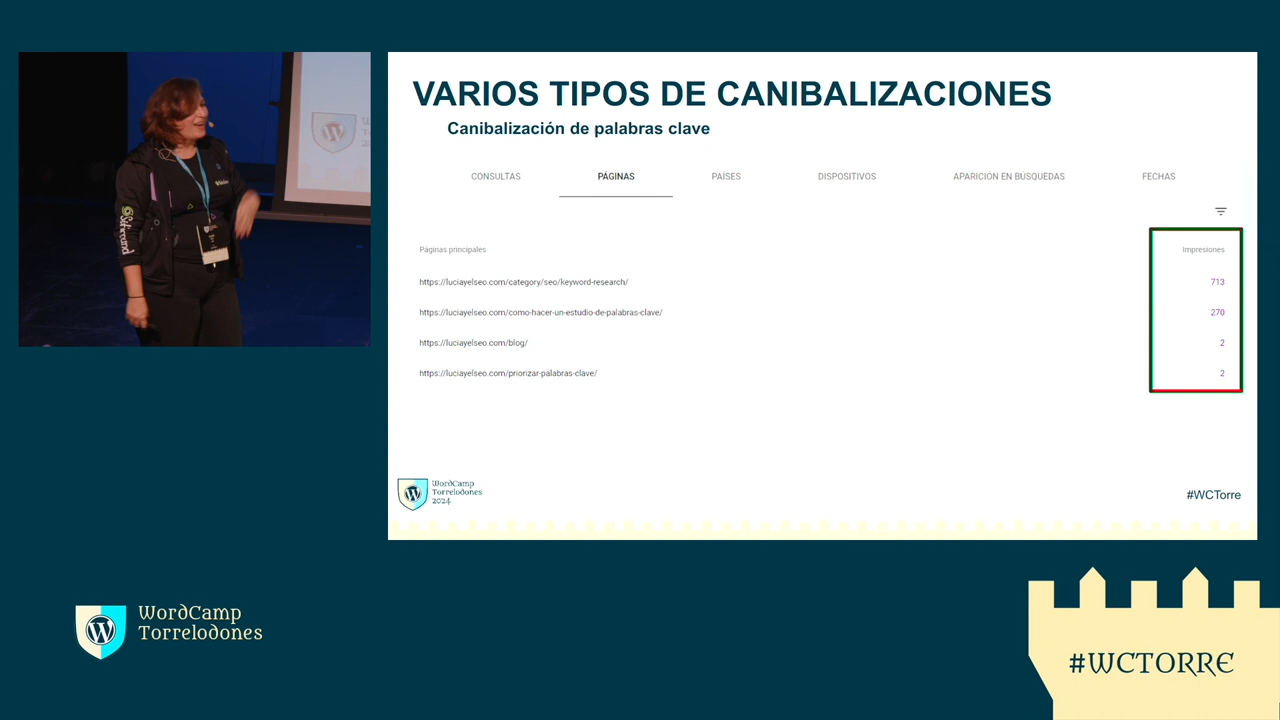 VARIOS TIPOS DE CANIBALIZACIONES
Canibalización de palabras clave
CONSULTAS PÁGINAS PAÍSES DISPOSITIVOS APARICIÓN EN BÚSQUEDAS FECHAS
Páginas principales Impresiones
https://luciayelseo.com/category/seo/keyword-research/ 713
https://luciayelseo.com/como-hacer-un-estudio-de-palabras-clave/ 270
https://luciayelseo.com/blog/ 2
https://luciayelseo.com/priorizar-palabras-clave/ 2
WordCamp
Torrelodones
2024
#WCTorre
WordCamp
Torrelodones
#WCTORRE